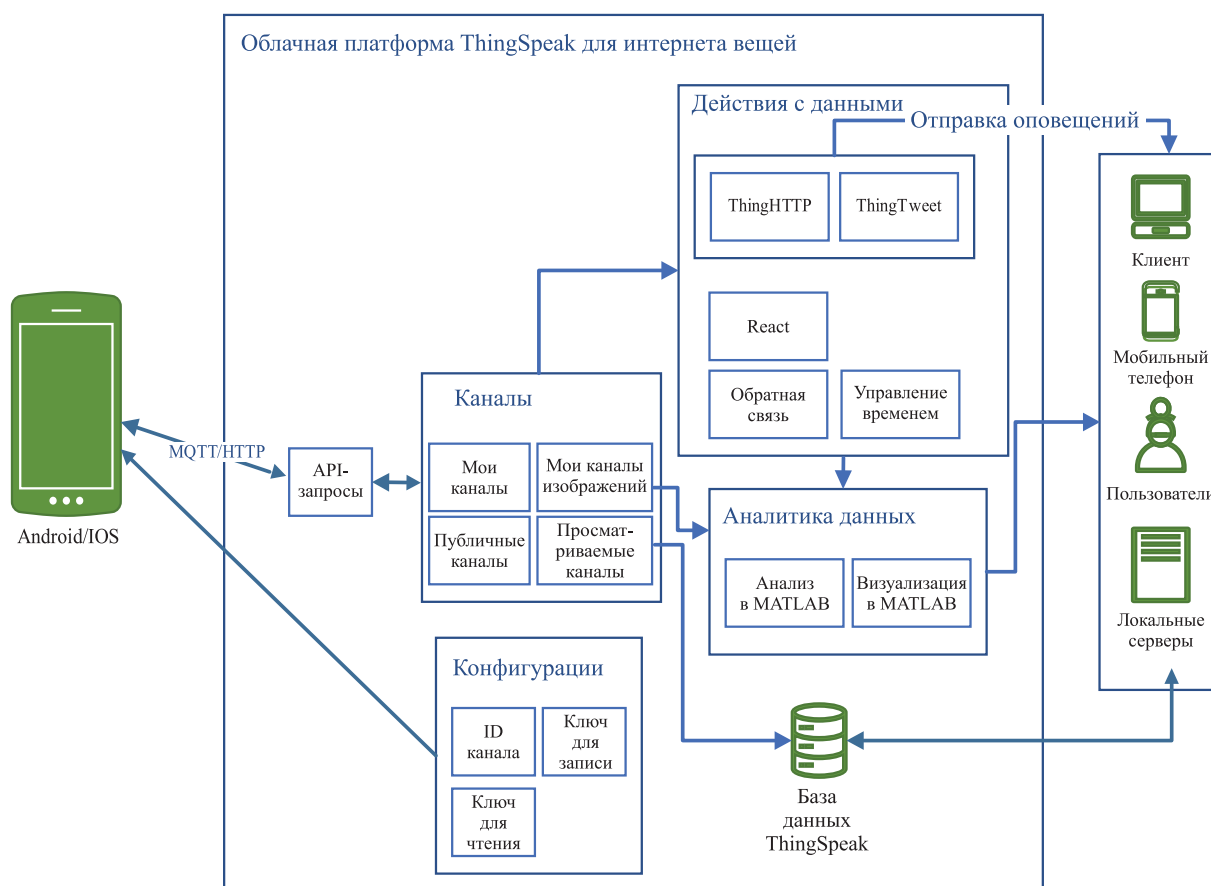 Облачная платформа ThingSpeak для интернета вещей
Действия с данными
Отправка оповещений
ThingHTTP
ThingTweet
React
Обратная
связь
Управление
временем
Клиент
Мобильный
телефон
Пользователи
Локальные
серверы
Android/IOS
MQTT/HTTP
API-
запросы
Каналы
Мои
каналы
Мои каналы
изображений
Публичные
каналы
Просмат-
риваемые
каналы
Аналитика данных
Анализ
в MATLAB
Визуализация
в MATLAB
Конфигурации
ID
канала
Ключ
для
записи
Ключ
для
чтения
База
данных
ThingSpeak